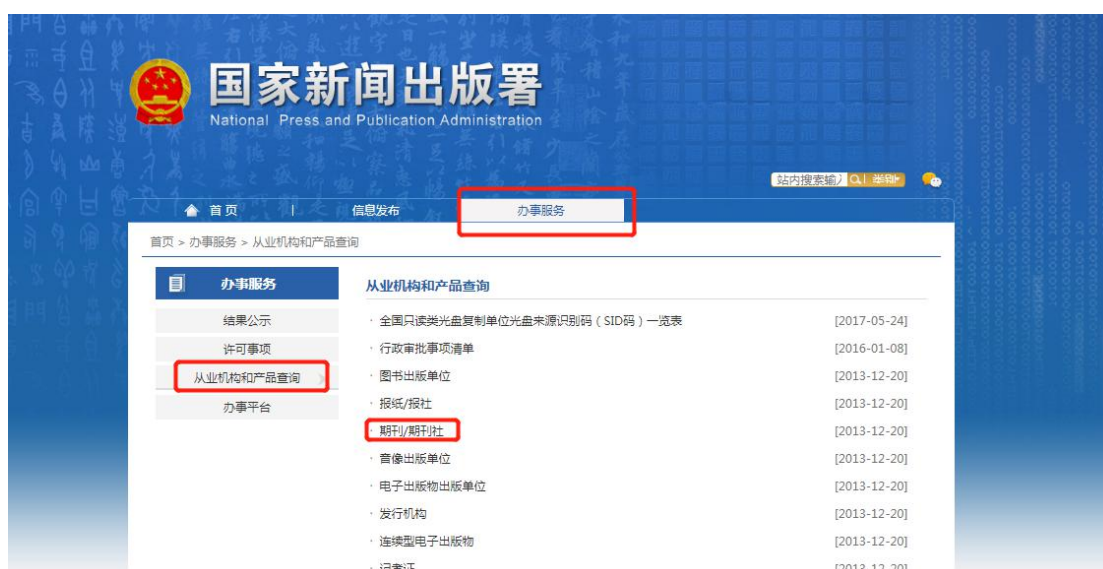 国家新闻出版署
National Press and Publication Administration
站内搜索输入
首页 | 信息发布 办事服务
首页 > 办事服务 > 从业机构和产品查询
办事服务
结果公示
许可事项
从业机构和产品查询
办事平台
从业机构和产品查询
· 全国只读类光盘复制单位光盘来源识别码(SID码)一览表 [2017-05-24]
· 行政审批事项清单 [2016-01-08]
· 图书出版单位 [2013-12-20]
· 报纸/报社 [2013-12-20]
· 期刊/期刊社 [2013-12-20]
· 音像出版单位 [2013-12-20]
· 电子出版物出版单位 [2013-12-20]
· 发行机构 [2013-12-20]
· 连续型电子出版物 [2013-12-20]
· 记者证 [2013-12-20]